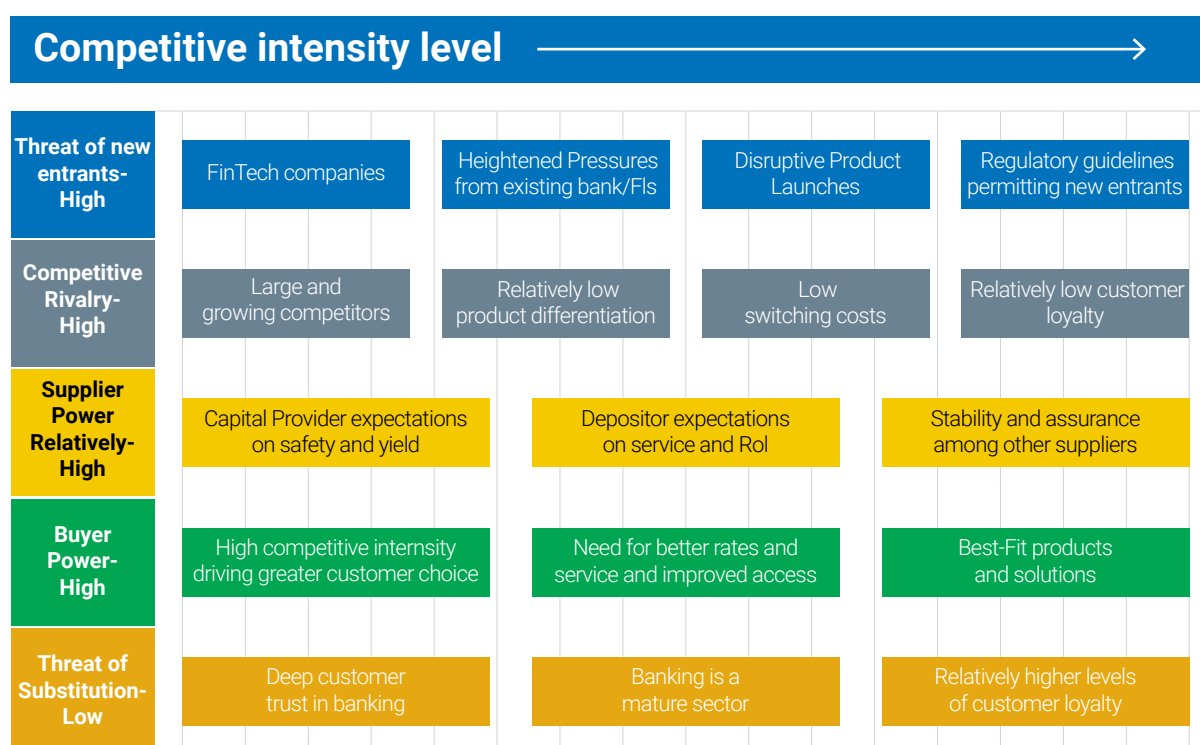 Competitive intensity level
Threat of new
entrants-
High
FinTech companies
Heightened Pressures
from existing bank/FIs
Disruptive Product
Launches
Regulatory guidelines
permitting new entrants
Competitive
Rivalry-
High
Large and
growing competitors
Relatively low
product differentiation
Low
switching costs
Relatively low customer
loyalty
Supplier
Power
Relatively-
High
Capital Provider expectations
on safety and yield
Depositor expectations
on service and RoI
Stability and assurance
among other suppliers
Buyer
Power-
High
High competitive internsity
driving greater customer choice
Need for better rates and
service and improved access
Best-Fit products
and solutions
Threat of
Substitution-
Low
Deep customer
trust in banking
Banking is a
mature sector
Relatively higher levels
of customer loyalty